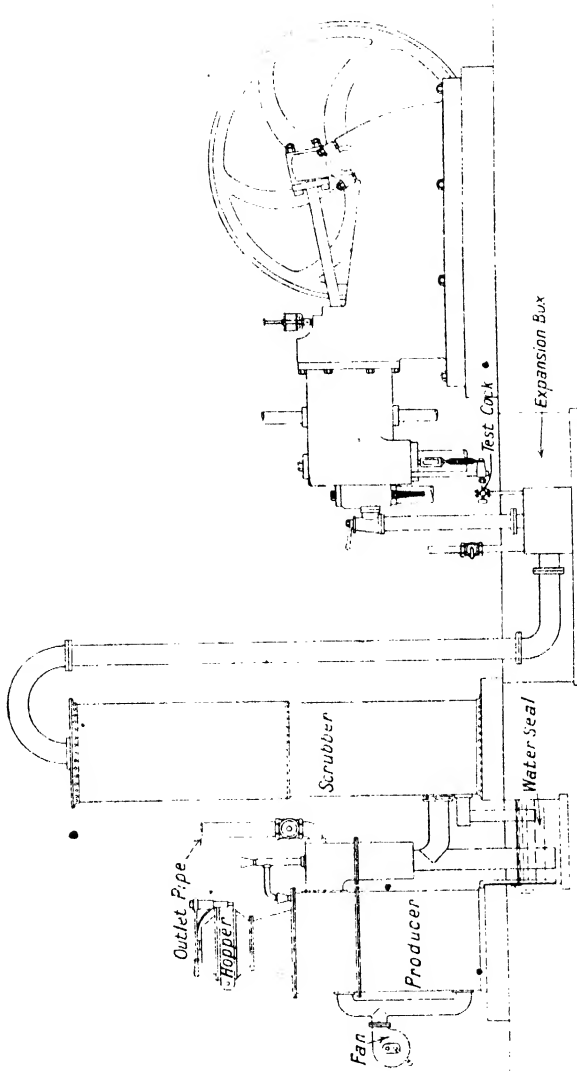 Outlet Pipe
Hopper
Fan
Producer
Scrubber
Water Seal
Test Cock
Expansion Box